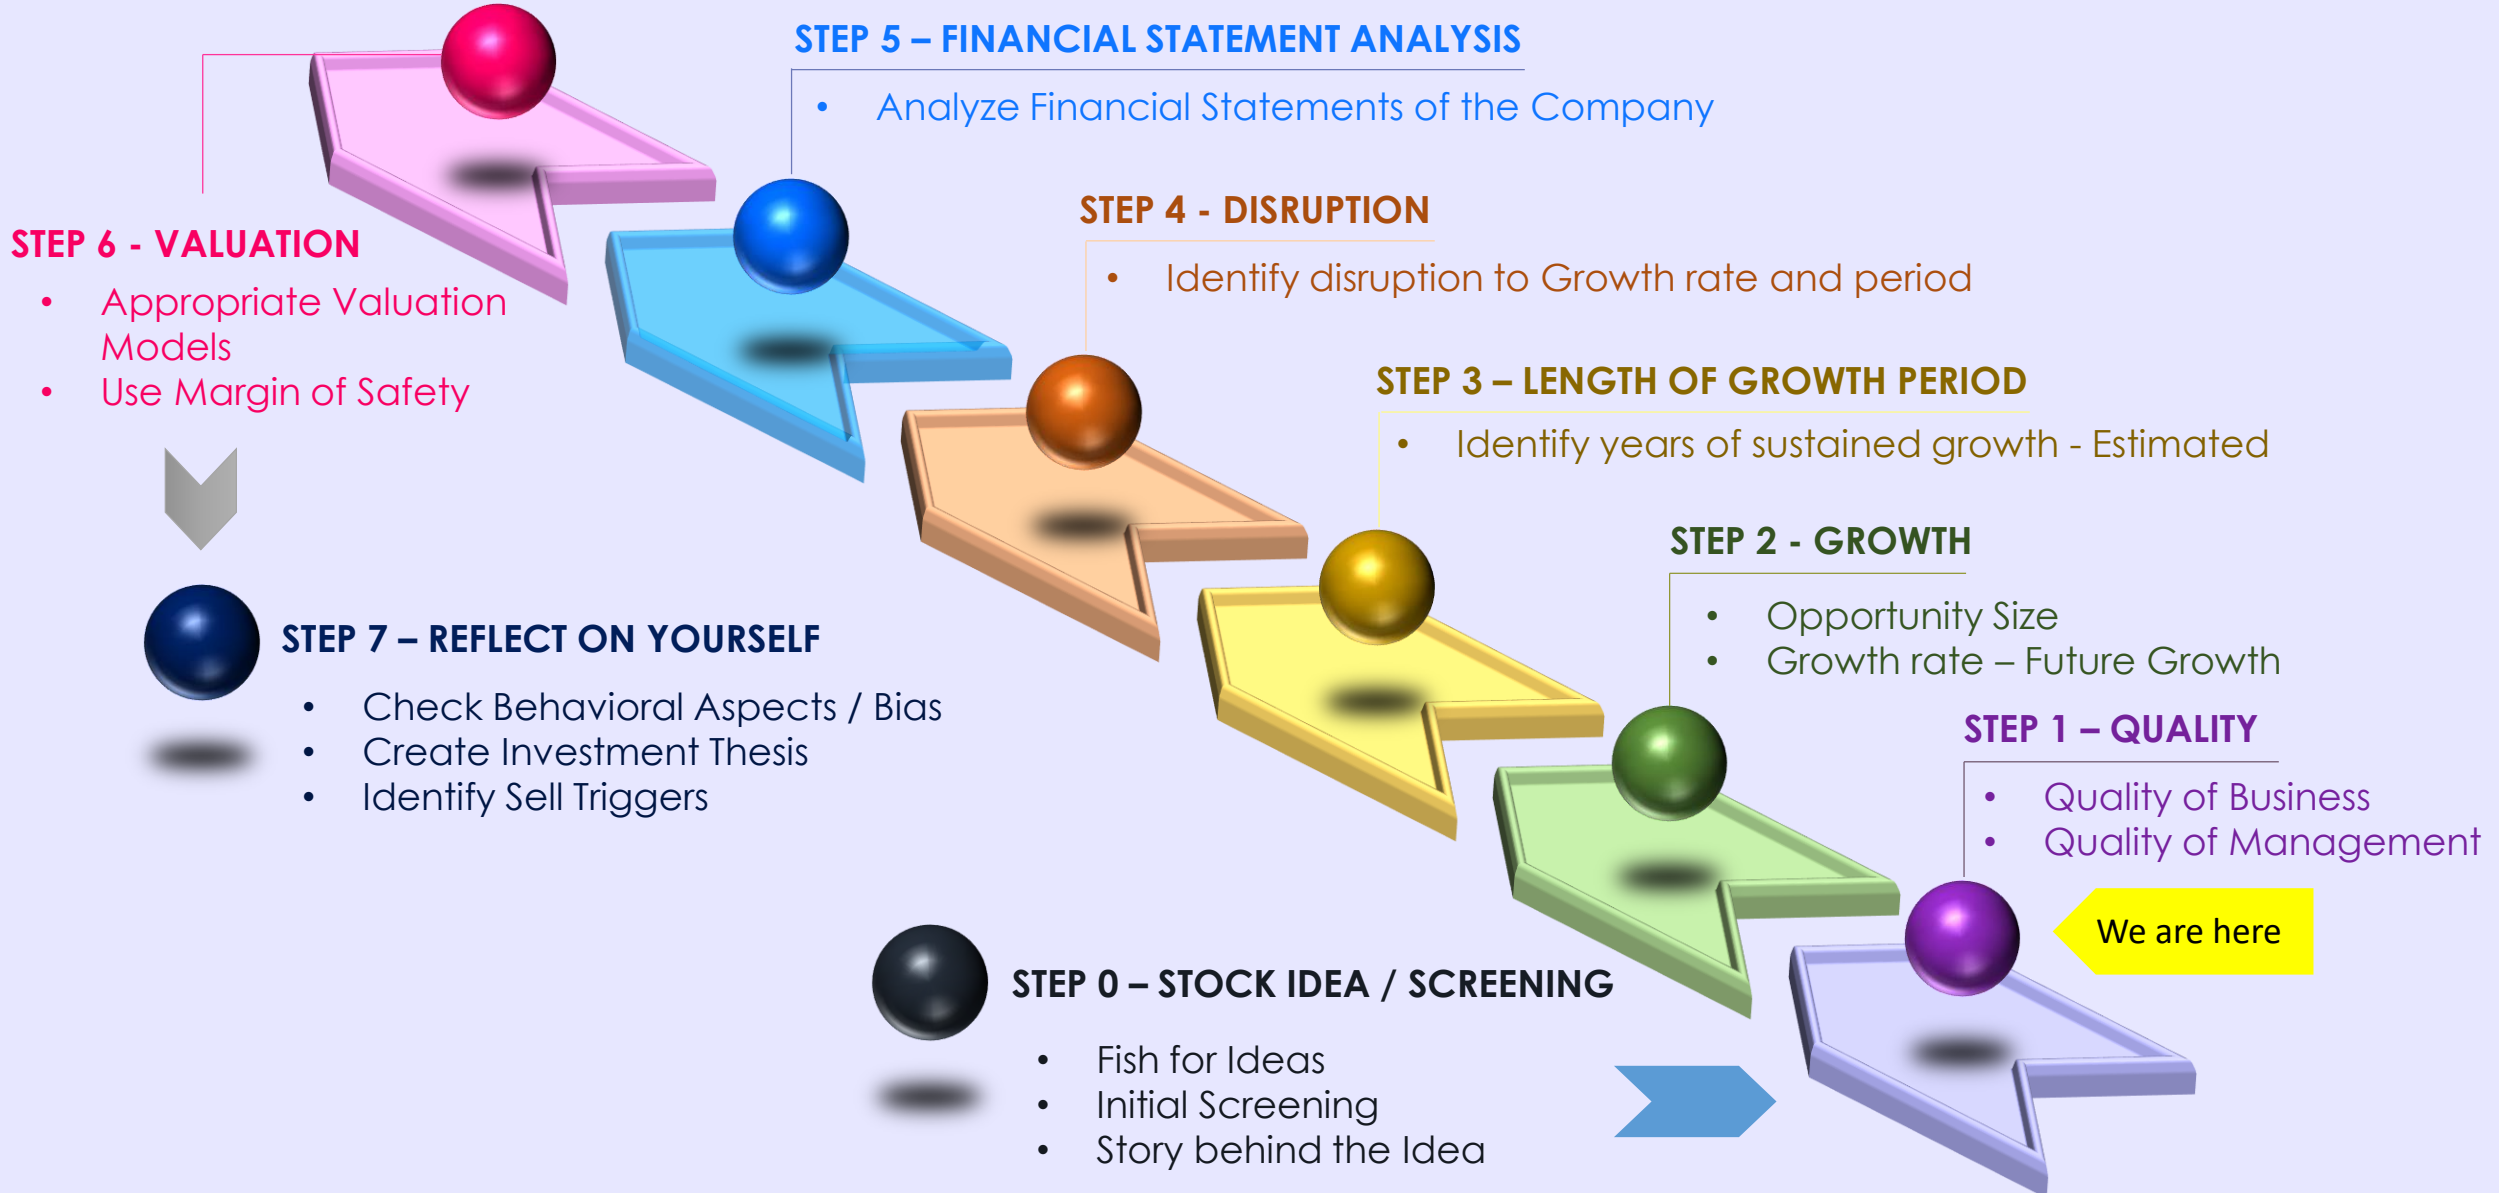 STEP 5 – FINANCIAL STATEMENT ANALYSIS
• Analyze Financial Statements of the Company
STEP 4 - DISRUPTION
• Identify disruption to Growth rate and period
STEP 6 - VALUATION
• Appropriate Valuation
Models
• Use Margin of Safety
STEP 3 – LENGTH OF GROWTH PERIOD
• Identify years of sustained growth - Estimated
STEP 2 - GROWTH
• Opportunity Size
• Growth rate – Future Growth
STEP 7 – REFLECT ON YOURSELF
• Check Behavioral Aspects / Bias
• Create Investment Thesis
• Identify Sell Triggers
STEP 1 – QUALITY
• Quality of Business
• Quality of Management
We are here
STEP 0 – STOCK IDEA / SCREENING
• Fish for Ideas
• Initial Screening
• Story behind the Idea